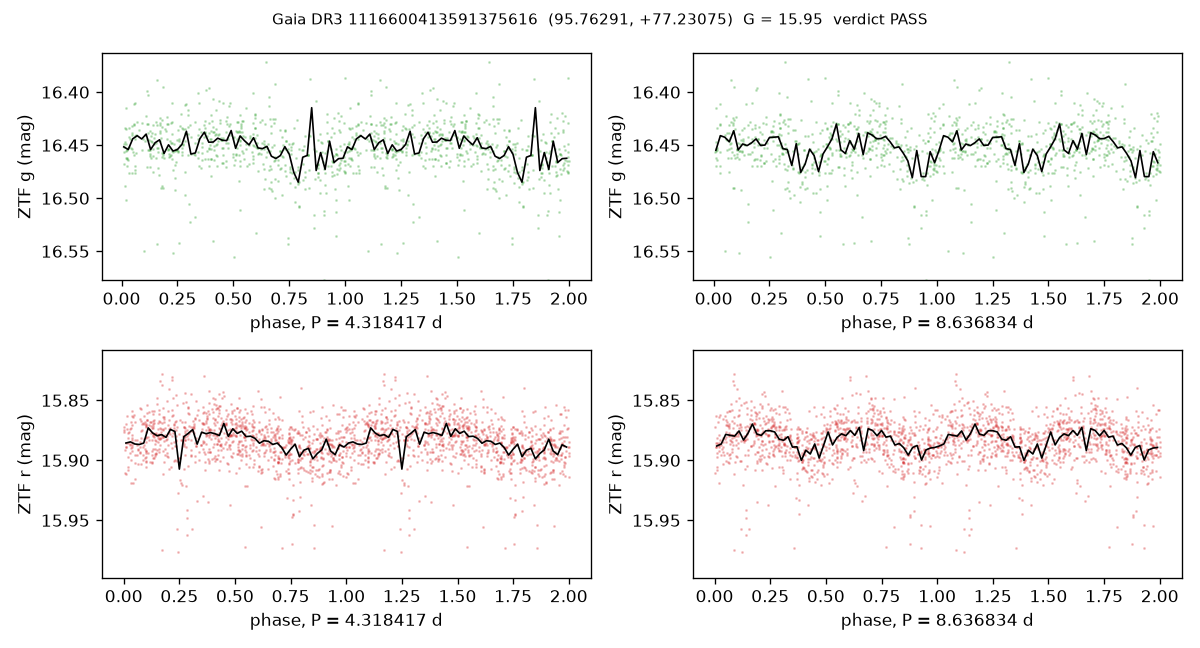 Gaia DR3 1116600413591375616 (95.76291, +77.23075) G = 15.95 verdict PASS
ZTF g (mag)
16.40
16.45
16.50
16.55
0.00 0.25 0.50 0.75 1.00 1.25 1.50 1.75 2.00
phase, P = 4.318417 d
ZTF g (mag)
16.40
16.45
16.50
16.55
0.00 0.25 0.50 0.75 1.00 1.25 1.50 1.75 2.00
phase, P = 8.636834 d
ZTF r (mag)
15.85
15.90
15.95
0.00 0.25 0.50 0.75 1.00 1.25 1.50 1.75 2.00
phase, P = 4.318417 d
ZTF r (mag)
15.85
15.90
15.95
0.00 0.25 0.50 0.75 1.00 1.25 1.50 1.75 2.00
phase, P = 8.636834 d